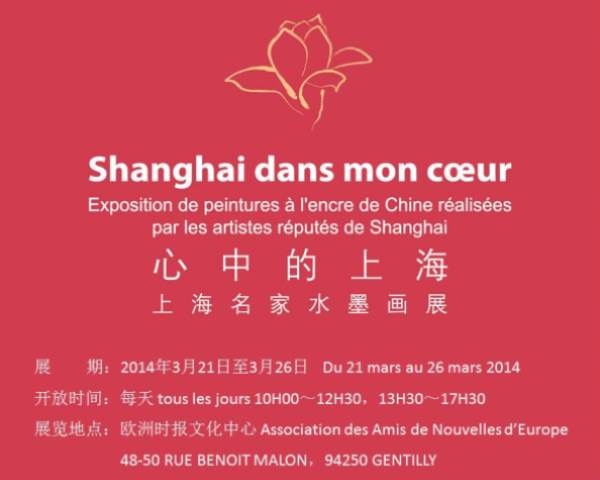 Shanghai dans mon cœur
Exposition de peintures à l'encre de Chine réalisées
par les artistes réputés de Shanghai
心中的上海
上海名家水墨画展
展　期：2014年3月21日至3月26日 Du 21 mars au 26 mars 2014
开放时间：每天 tous les jours 10H00～12H30，13H30～17H30
展览地点：欧洲时报文化中心 Association des Amis de Nouvelles d'Europe
48-50 RUE BENOIT MALON，94250 GENTILLY